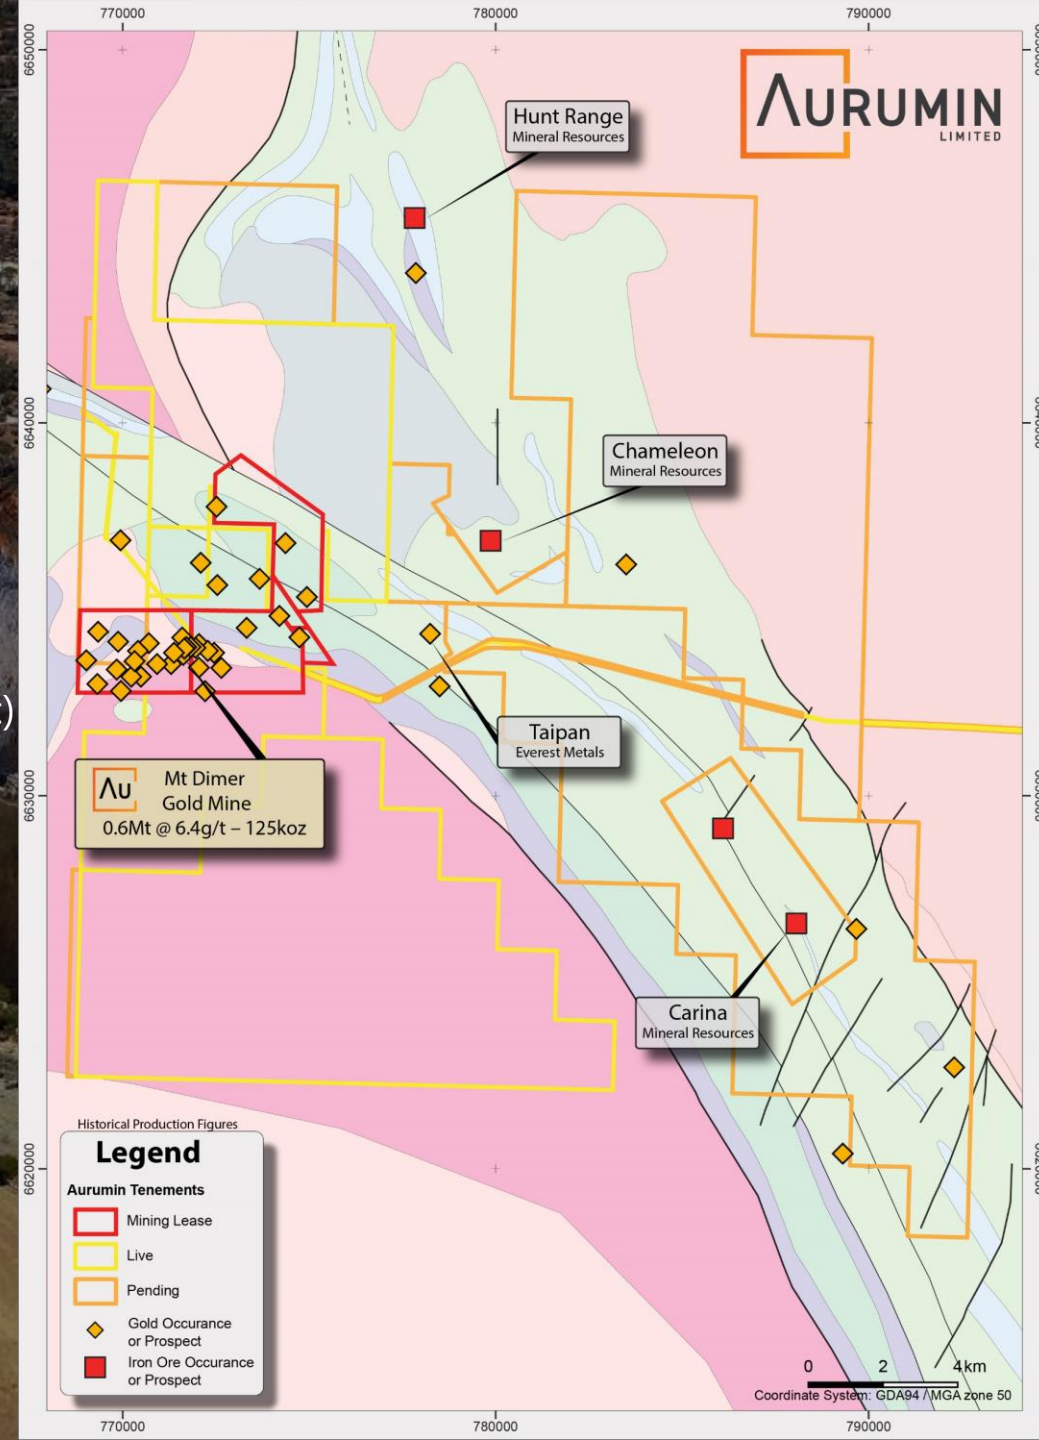 770000
780000
790000
6650000
AURUMIN
LIMITED
Hunt Range
Mineral Resources
6640000
Chameleon
Mineral Resources
t)
Taipan
Everest Metals
6630000
Au
Mt Dimer
Gold Mine
0.6Mt @ 6.4g/t – 125koz
Carina
Mineral Resources
Historical Production Figures
Legend
Aurumin Tenements
Mining Lease
Live
Pending
Gold Occurance
or Prospect
Iron Ore Occurance
or Prospect
6620000
0 2 4km
Coordinate System: GDA94 / MGA zone 50
770000
780000
790000